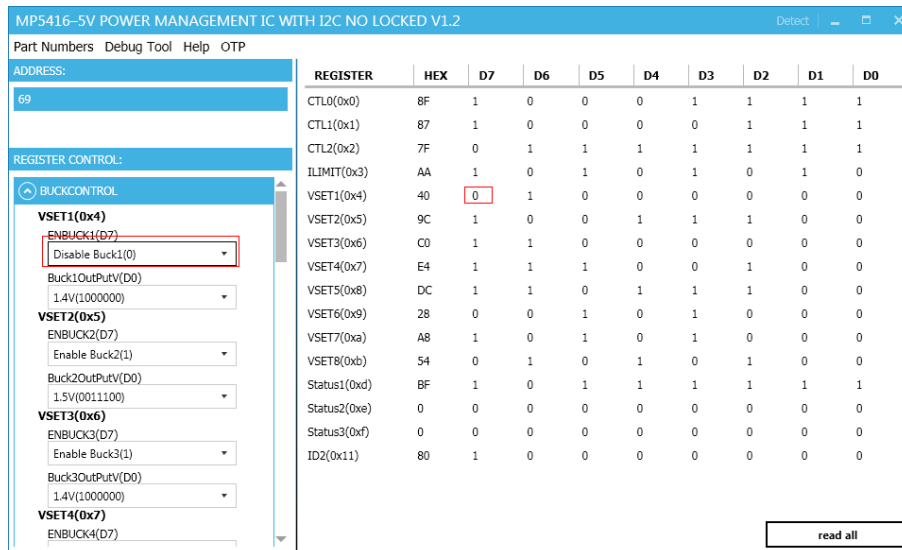 MP5416--5V POWER MANAGEMENT IC WITH I2C NO LOCKED V1.2 Detect
Part Numbers Debug Tool Help OTP
ADDRESS:
69
REGISTER CONTROL:
BUCKCONTROL
VSET1(0x4)
ENBUCK1(D7)
Disable Buck1(0)
Buck1OutPutV(D0)
1.4V(1000000)
VSET2(0x5)
ENBUCK2(D7)
Enable Buck2(1)
Buck2OutPutV(D0)
1.5V(0011100)
VSET3(0x6)
ENBUCK3(D7)
Enable Buck3(1)
Buck3OutPutV(D0)
1.4V(1000000)
VSET4(0x7)
ENBUCK4(D7)
REGISTER HEX D7 D6 D5 D4 D3 D2 D1 D0
CTL0(0x0) 8F 1 0 0 0 1 1 1 1
CTL1(0x1) 87 1 0 0 0 0 1 1 1
CTL2(0x2) 7F 0 1 1 1 1 1 1 1
ILIMIT(0x3) AA 1 0 1 0 1 0 1 0
VSET1(0x4) 40 0 1 0 0 0 0 0 0
VSET2(0x5) 9C 1 0 0 1 1 1 0 0
VSET3(0x6) C0 1 1 0 0 0 0 0 0
VSET4(0x7) E4 1 1 1 0 0 1 0 0
VSET5(0x8) DC 1 1 0 1 1 1 0 0
VSET6(0x9) 28 0 0 1 0 1 0 0 0
VSET7(0xa) A8 1 0 1 0 1 0 0 0
VSET8(0xb) 54 0 1 0 1 0 1 0 0
Status1(0xd) BF 1 0 1 1 1 1 1 1
Status2(0xe) 0 0 0 0 0 0 0 0 0
Status3(0xf) 0 0 0 0 0 0 0 0 0
ID2(0x11) 80 1 0 0 0 0 0 0 0
read all